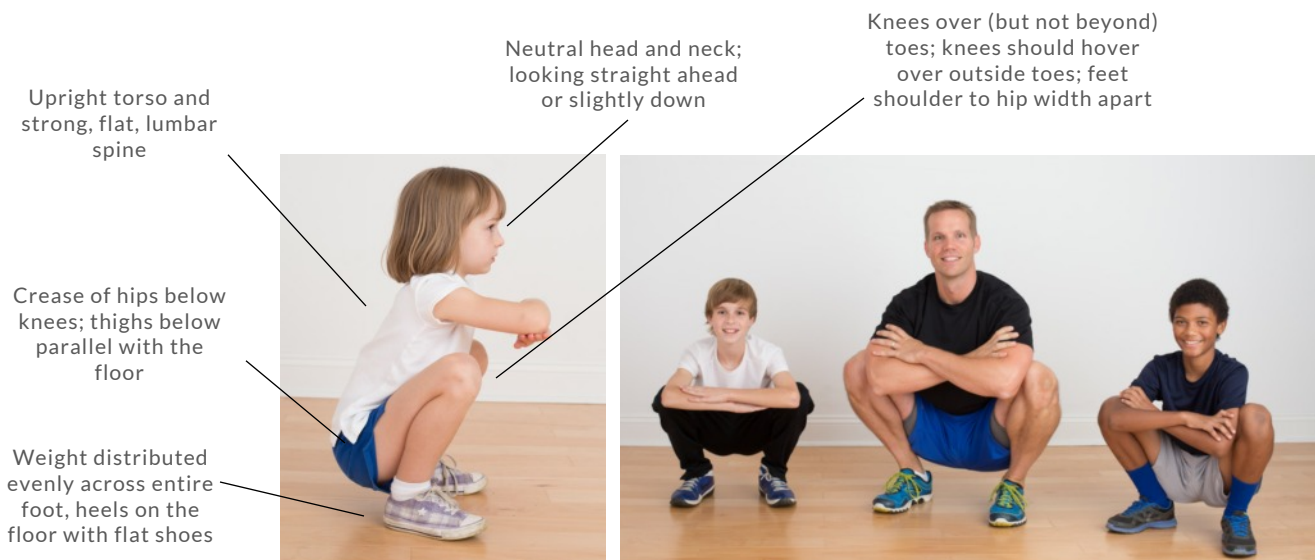 Upright torso and
strong, flat, lumbar
spine
Neutral head and neck;
looking straight ahead
or slightly down
Knees over (but not beyond)
toes; knees should hover
over outside toes; feet
shoulder to hip width apart
Crease of hips below
knees; thighs below
parallel with the
floor
Weight distributed
evenly across entire
foot, heels on the
floor with flat shoes